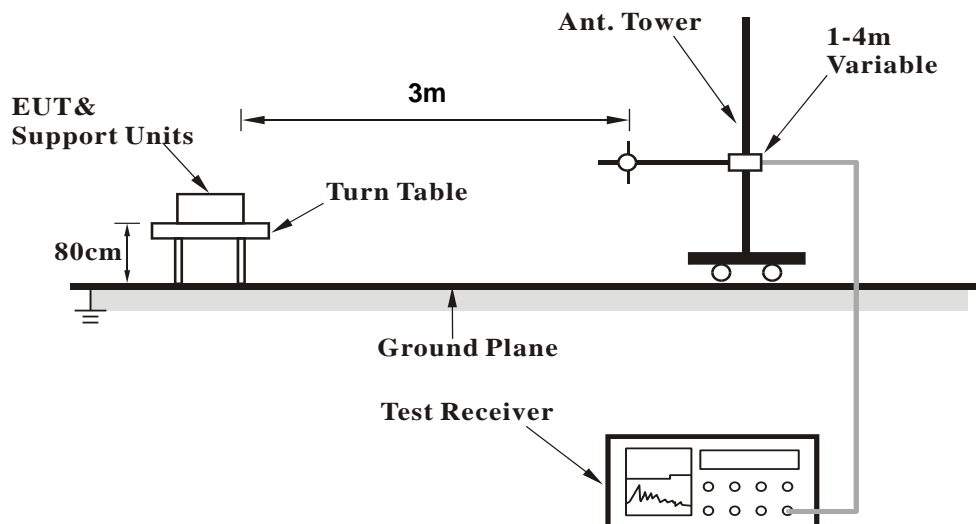 Ant. Tower
1-4m
Variable
3m
EUT&
Support Units
Turn Table
80cm
Ground Plane
Test Receiver